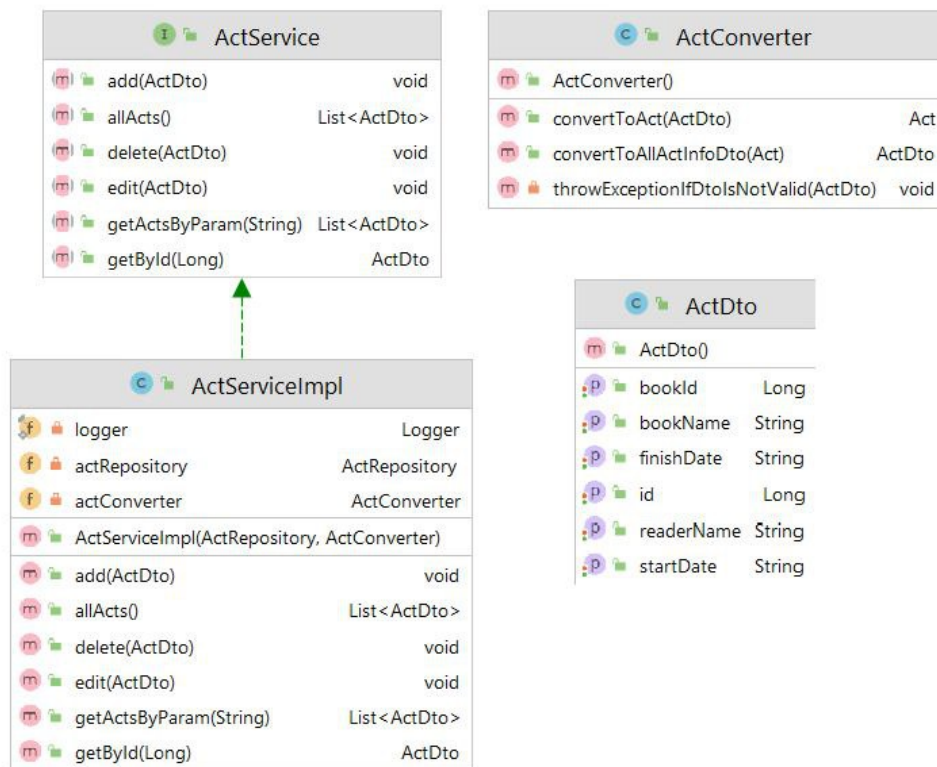 ActService
add(ActDto) void
allActs() List<ActDto>
delete(ActDto) void
edit(ActDto) void
getActsByParam(String) List<ActDto>
getById(Long) ActDto
ActConverter
ActConverter()
convertToAct(ActDto) Act
convertToAllActInfoDto(Act) ActDto
throwExceptionIfDtoIsNotValid(ActDto) void
ActDto
ActDto()
bookId Long
bookName String
finishDate String
id Long
readerName String
startDate String
ActServiceImpl
logger Logger
actRepository ActRepository
actConverter ActConverter
ActServiceImpl(ActRepository, ActConverter)
add(ActDto) void
allActs() List<ActDto>
delete(ActDto) void
edit(ActDto) void
getActsByParam(String) List<ActDto>
getById(Long) ActDto